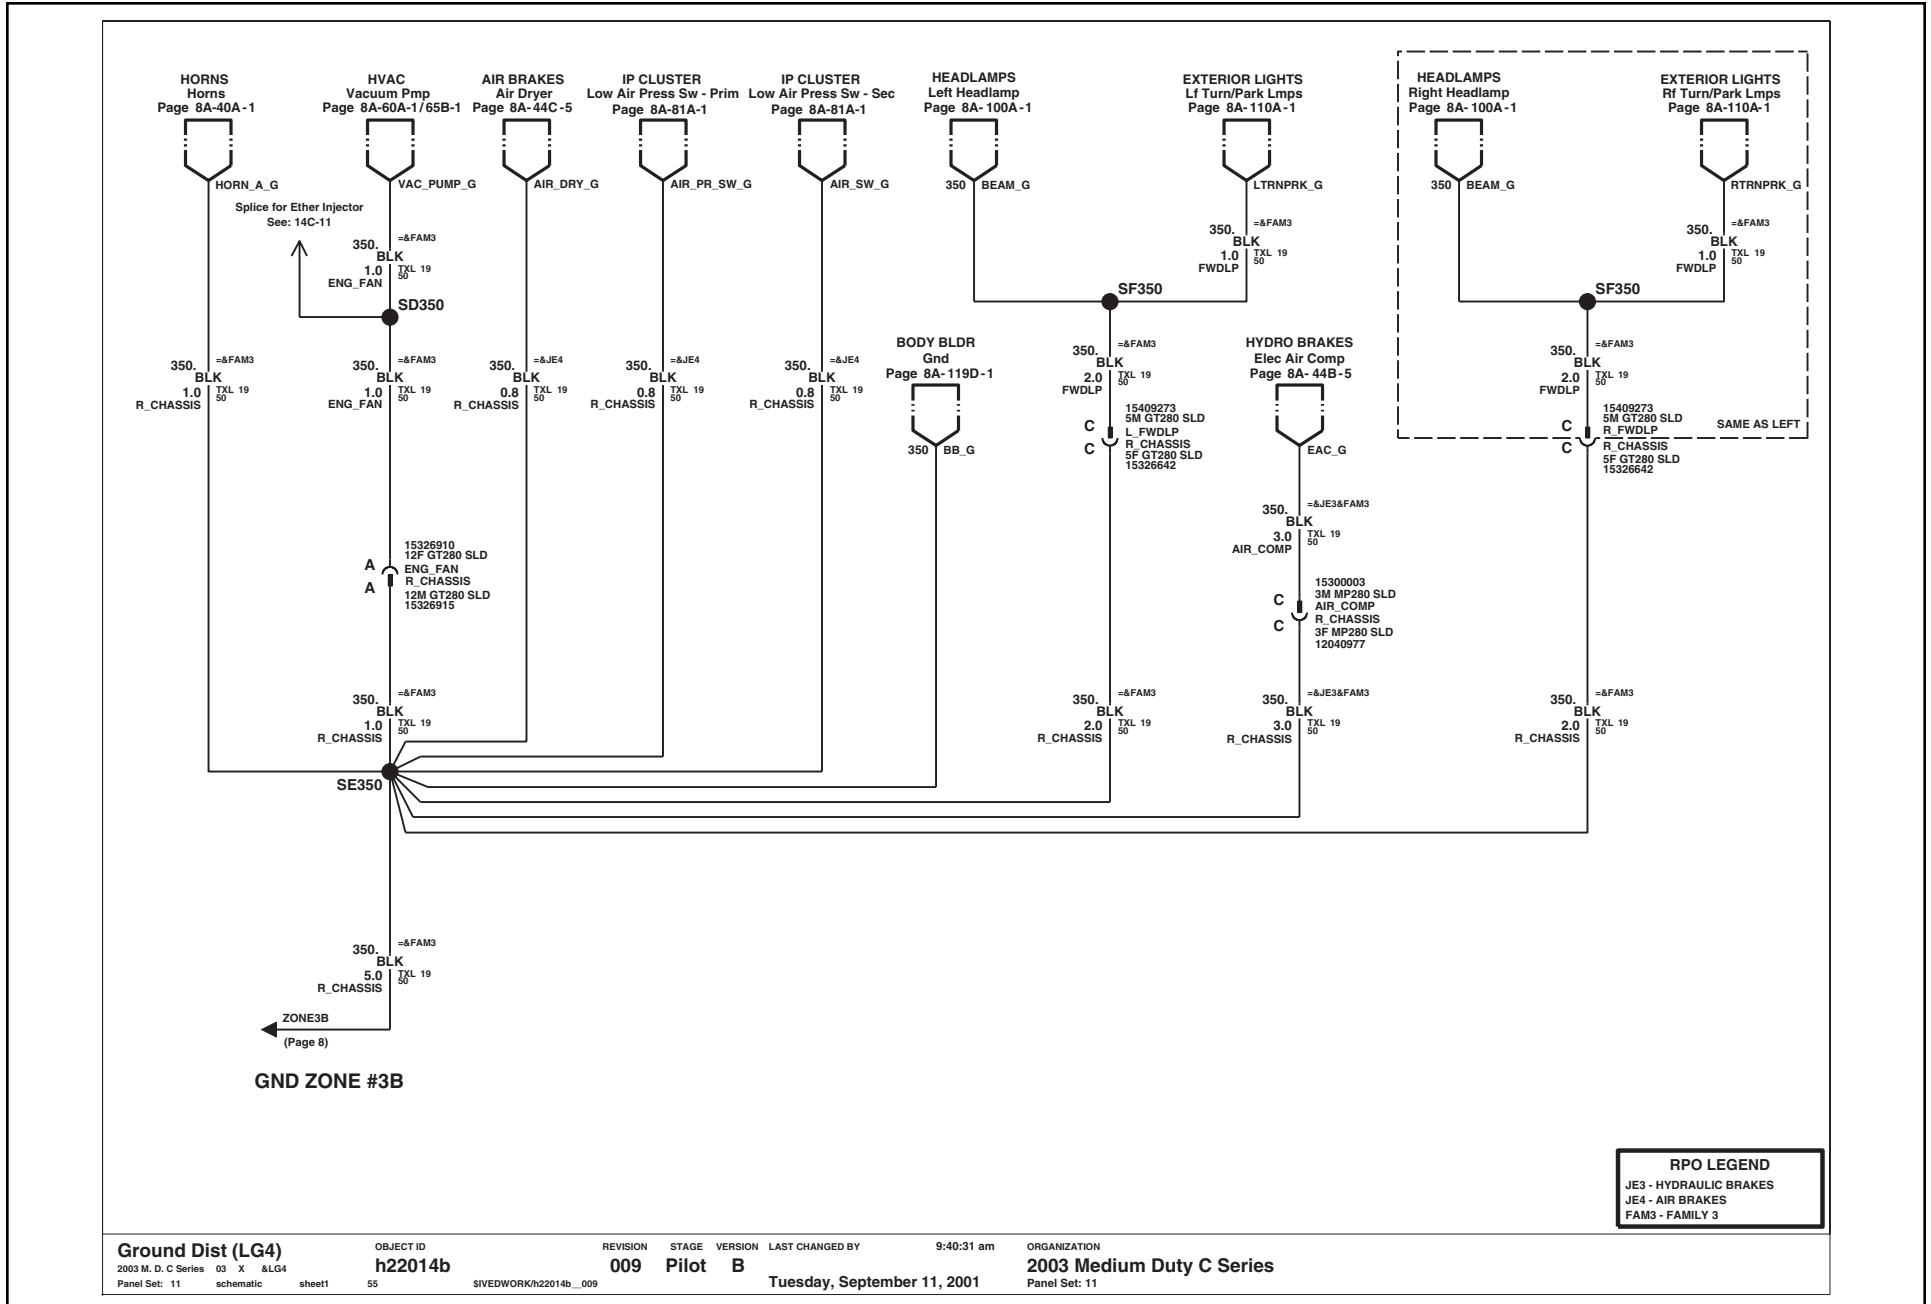 HORNS
Horns
Page 8A-40A-1
HVAC
Vacuum Pmp
Page 8A-60A-1/65B-1
AIR BRAKES
Air Dryer
Page 8A-44C-5
IP CLUSTER
Low Air Press Sw - Prim
Page 8A-81A-1
IP CLUSTER
Low Air Press Sw - Sec
Page 8A-81A-1
HEADLAMPS
Left Headlamp
Page 8A-100A-1
EXTERIOR LIGHTS
Lf Turn/Park Lmps
Page 8A-110A-1
HEADLAMPS
Right Headlamp
Page 8A-100A-1
EXTERIOR LIGHTS
Rf Turn/Park Lmps
Page 8A-110A-1
HORN_A_G
VAC_PUMP_G
AIR_DRY_G
AIR_PR_SW_G
AIR_SW_G
350 BEAM_G
LTRNPRK_G
350 BEAM_G
RTRNPRK_G
Splice for Ether Injector
See: 14C-11
350. =&FAM3
BLK
1.0 TXL 19
50
ENG_FAN
SD350
350. =&FAM3
BLK
1.0 TXL 19
50
FWDLP
SF350
350. =&FAM3
BLK
1.0 TXL 19
50
FWDLP
SF350
350. =&FAM3
BLK
1.0 TXL 19
50
R_CHASSIS
350. =&FAM3
BLK
1.0 TXL 19
50
ENG_FAN
350. =&JE4
BLK
0.8 TXL 19
50
R_CHASSIS
350. =&JE4
BLK
0.8 TXL 19
50
R_CHASSIS
350. =&JE4
BLK
0.8 TXL 19
50
R_CHASSIS
BODY BLDR
Gnd
Page 8A-119D-1
350 BB_G
350. =&FAM3
BLK
2.0 TXL 19
50
FWDLP
15409273
5M GT280 SLD
C L_FWDLP
R_CHASSIS
C 5F GT280 SLD
15326642
HYDRO BRAKES
Elec Air Comp
Page 8A-44B-5
EAC_G
350. =&FAM3
BLK
2.0 TXL 19
50
FWDLP
15409273
5M GT280 SLD
C R_FWDLP
SAME AS LEFT
C R_CHASSIS
5F GT280 SLD
15326642
350. =&JE3&FAM3
BLK
3.0 TXL 19
50
AIR_COMP
15326910
12F GT280 SLD
A ENG_FAN
R_CHASSIS
A 12M GT280 SLD
15326915
15300003
3M MP280 SLD
C AIR_COMP
R_CHASSIS
C 3F MP280 SLD
12040977
350. =&FAM3
BLK
1.0 TXL 19
50
R_CHASSIS
350. =&FAM3
BLK
2.0 TXL 19
50
R_CHASSIS
350. =&JE3&FAM3
BLK
3.0 TXL 19
50
R_CHASSIS
350. =&FAM3
BLK
2.0 TXL 19
50
R_CHASSIS
SE350
350. =&FAM3
BLK
5.0 TXL 19
50
R_CHASSIS
ZONE3B
(Page 8)
GND ZONE #3B
RPO LEGEND
JE3 - HYDRAULIC BRAKES
JE4 - AIR BRAKES
FAM3 - FAMILY 3
Ground Dist (LG4)
2003 M. D. C Series 03 X &LG4
Panel Set: 11 schematic sheet1 55
OBJECT ID
h22014b
$IVEDWORK/h22014b__009
REVISION STAGE VERSION LAST CHANGED BY 9:40:31 am
009 Pilot B
Tuesday, September 11, 2001
ORGANIZATION
2003 Medium Duty C Series
Panel Set: 11